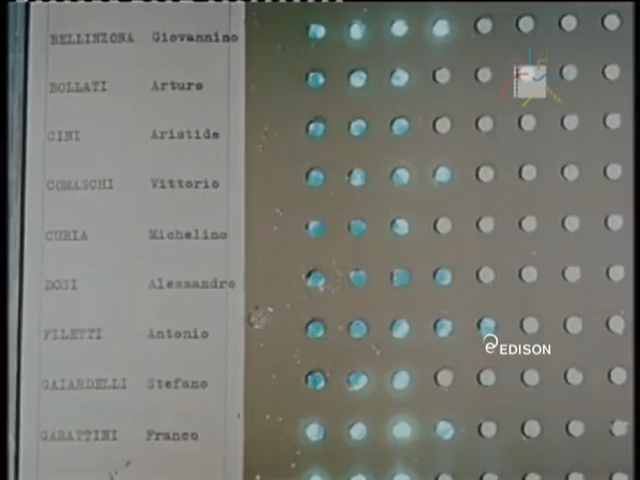 BELLINZONA Giovannino
BOLLATI Arturo
CINI Aristide
COMASCHI Vittorio
CURIA Michelino
DOSI Alessandro
FILETTI Antonio
EDISON
GAIARDELLI Stefano
GARATTINI Franco